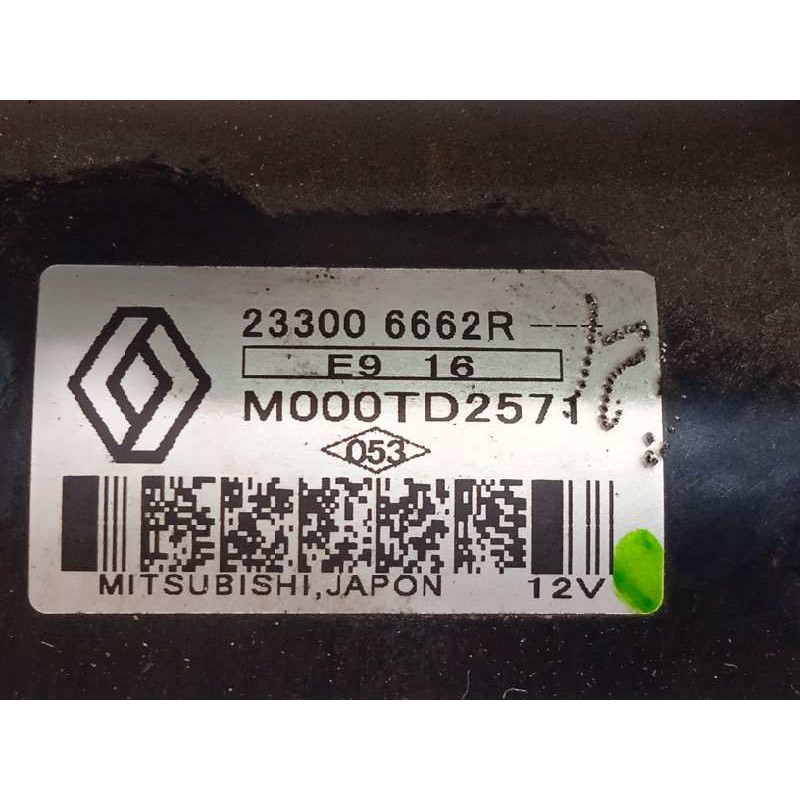 23300 6662R ---
E9 16
M000TD2571
053
MITSUBISHI,JAPON 12V